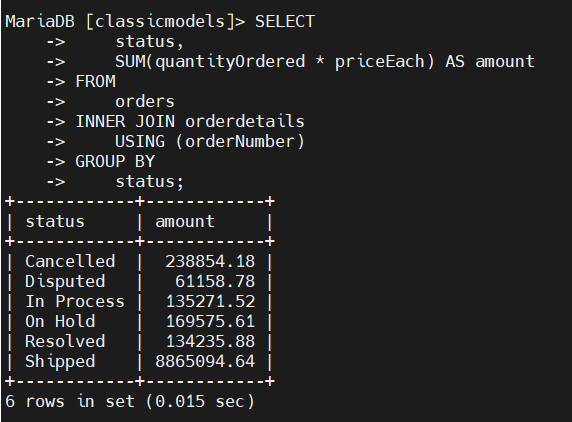 MariaDB [classicmodels]> SELECT
    ->     status,
    ->     SUM(quantityOrdered * priceEach) AS amount
    -> FROM
    ->     orders
    -> INNER JOIN orderdetails
    ->     USING (orderNumber)
    -> GROUP BY
    ->     status;
+------------+------------+
| status     | amount     |
+------------+------------+
| Cancelled  |  238854.18 |
| Disputed   |   61158.78 |
| In Process |  135271.52 |
| On Hold    |  169575.61 |
| Resolved   |  134235.88 |
| Shipped    | 8865094.64 |
+------------+------------+
6 rows in set (0.015 sec)